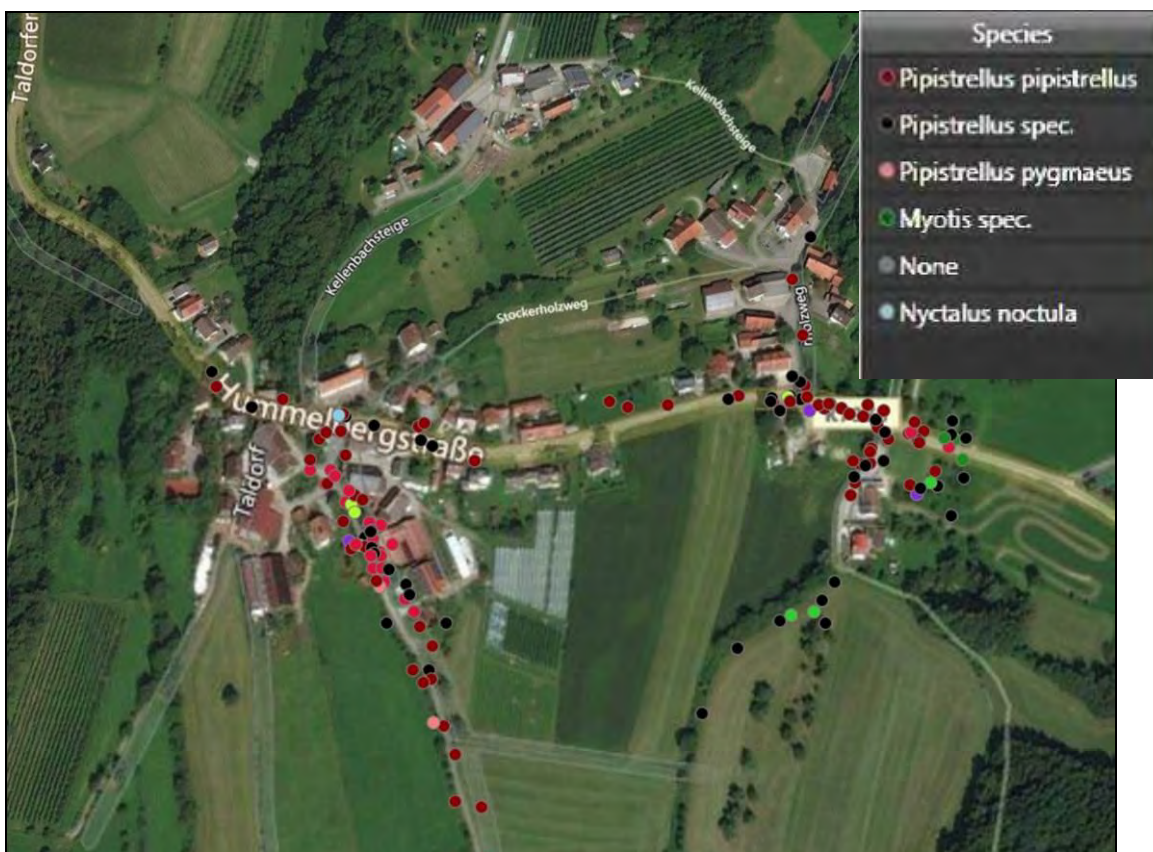 Species
Pipistrellus pipistrellus
Pipistrellus spec.
Pipistrellus pygmaeus
Myotis spec.
None
Nyctalus noctula
Taldorfer
Kellenbachsteige
Kellenbachsteige
Stockerholzweg
holzweg
Hummelbergstraße
Taldorf